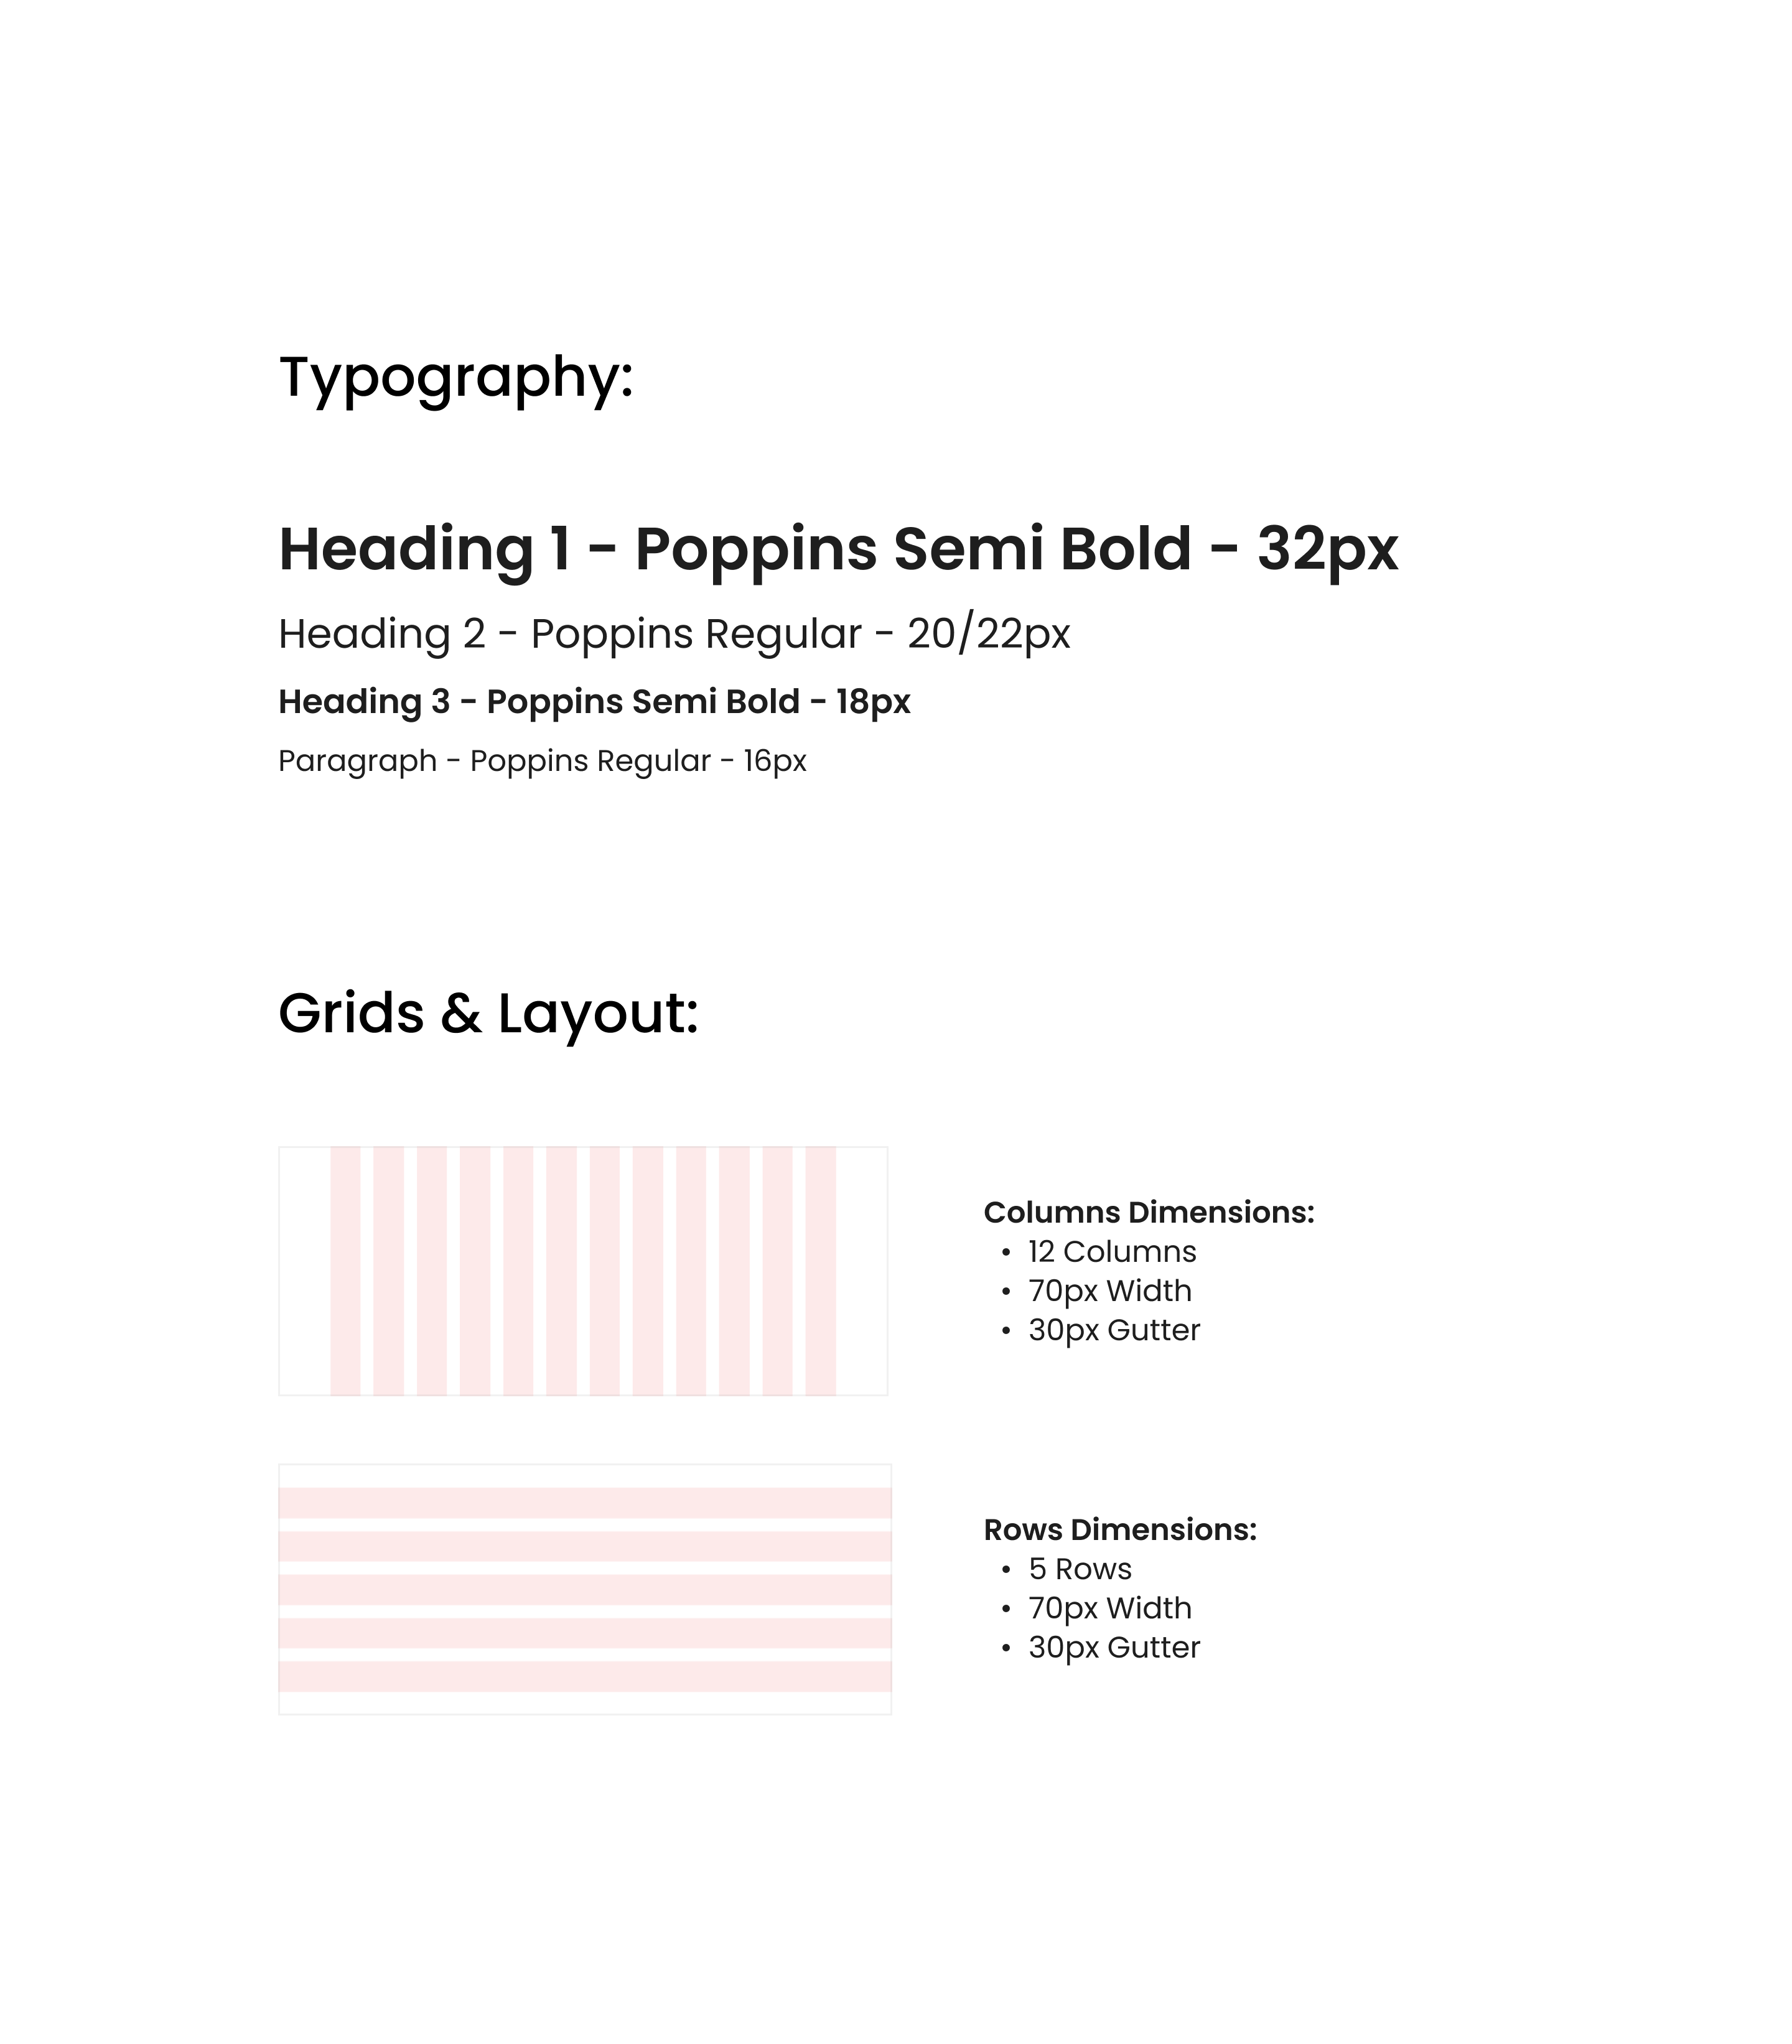 Typography:
Heading 1 - Poppins Semi Bold - 32px
Heading 2 - Poppins Regular - 20/22px
Heading 3 - Poppins Semi Bold - 18px
Paragraph - Poppins Regular - 16px
Grids & Layout:
Columns Dimensions:
• 12 Columns
• 70px Width
• 30px Gutter
Rows Dimensions:
• 5 Rows
• 70px Width
• 30px Gutter